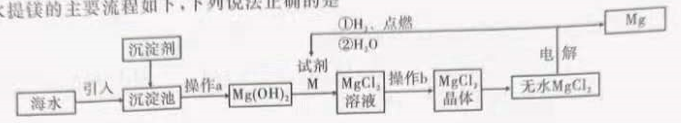 水提镁的主要流程如下,下列说法正确的是
①H₂、点燃
②H₂O
Mg
沉淀剂
试剂
M
电解
海水
引入
沉淀池
操作a
Mg(OH)₂
MgCl₂
溶液
操作b
MgCl₂
晶体
无水MgCl₂